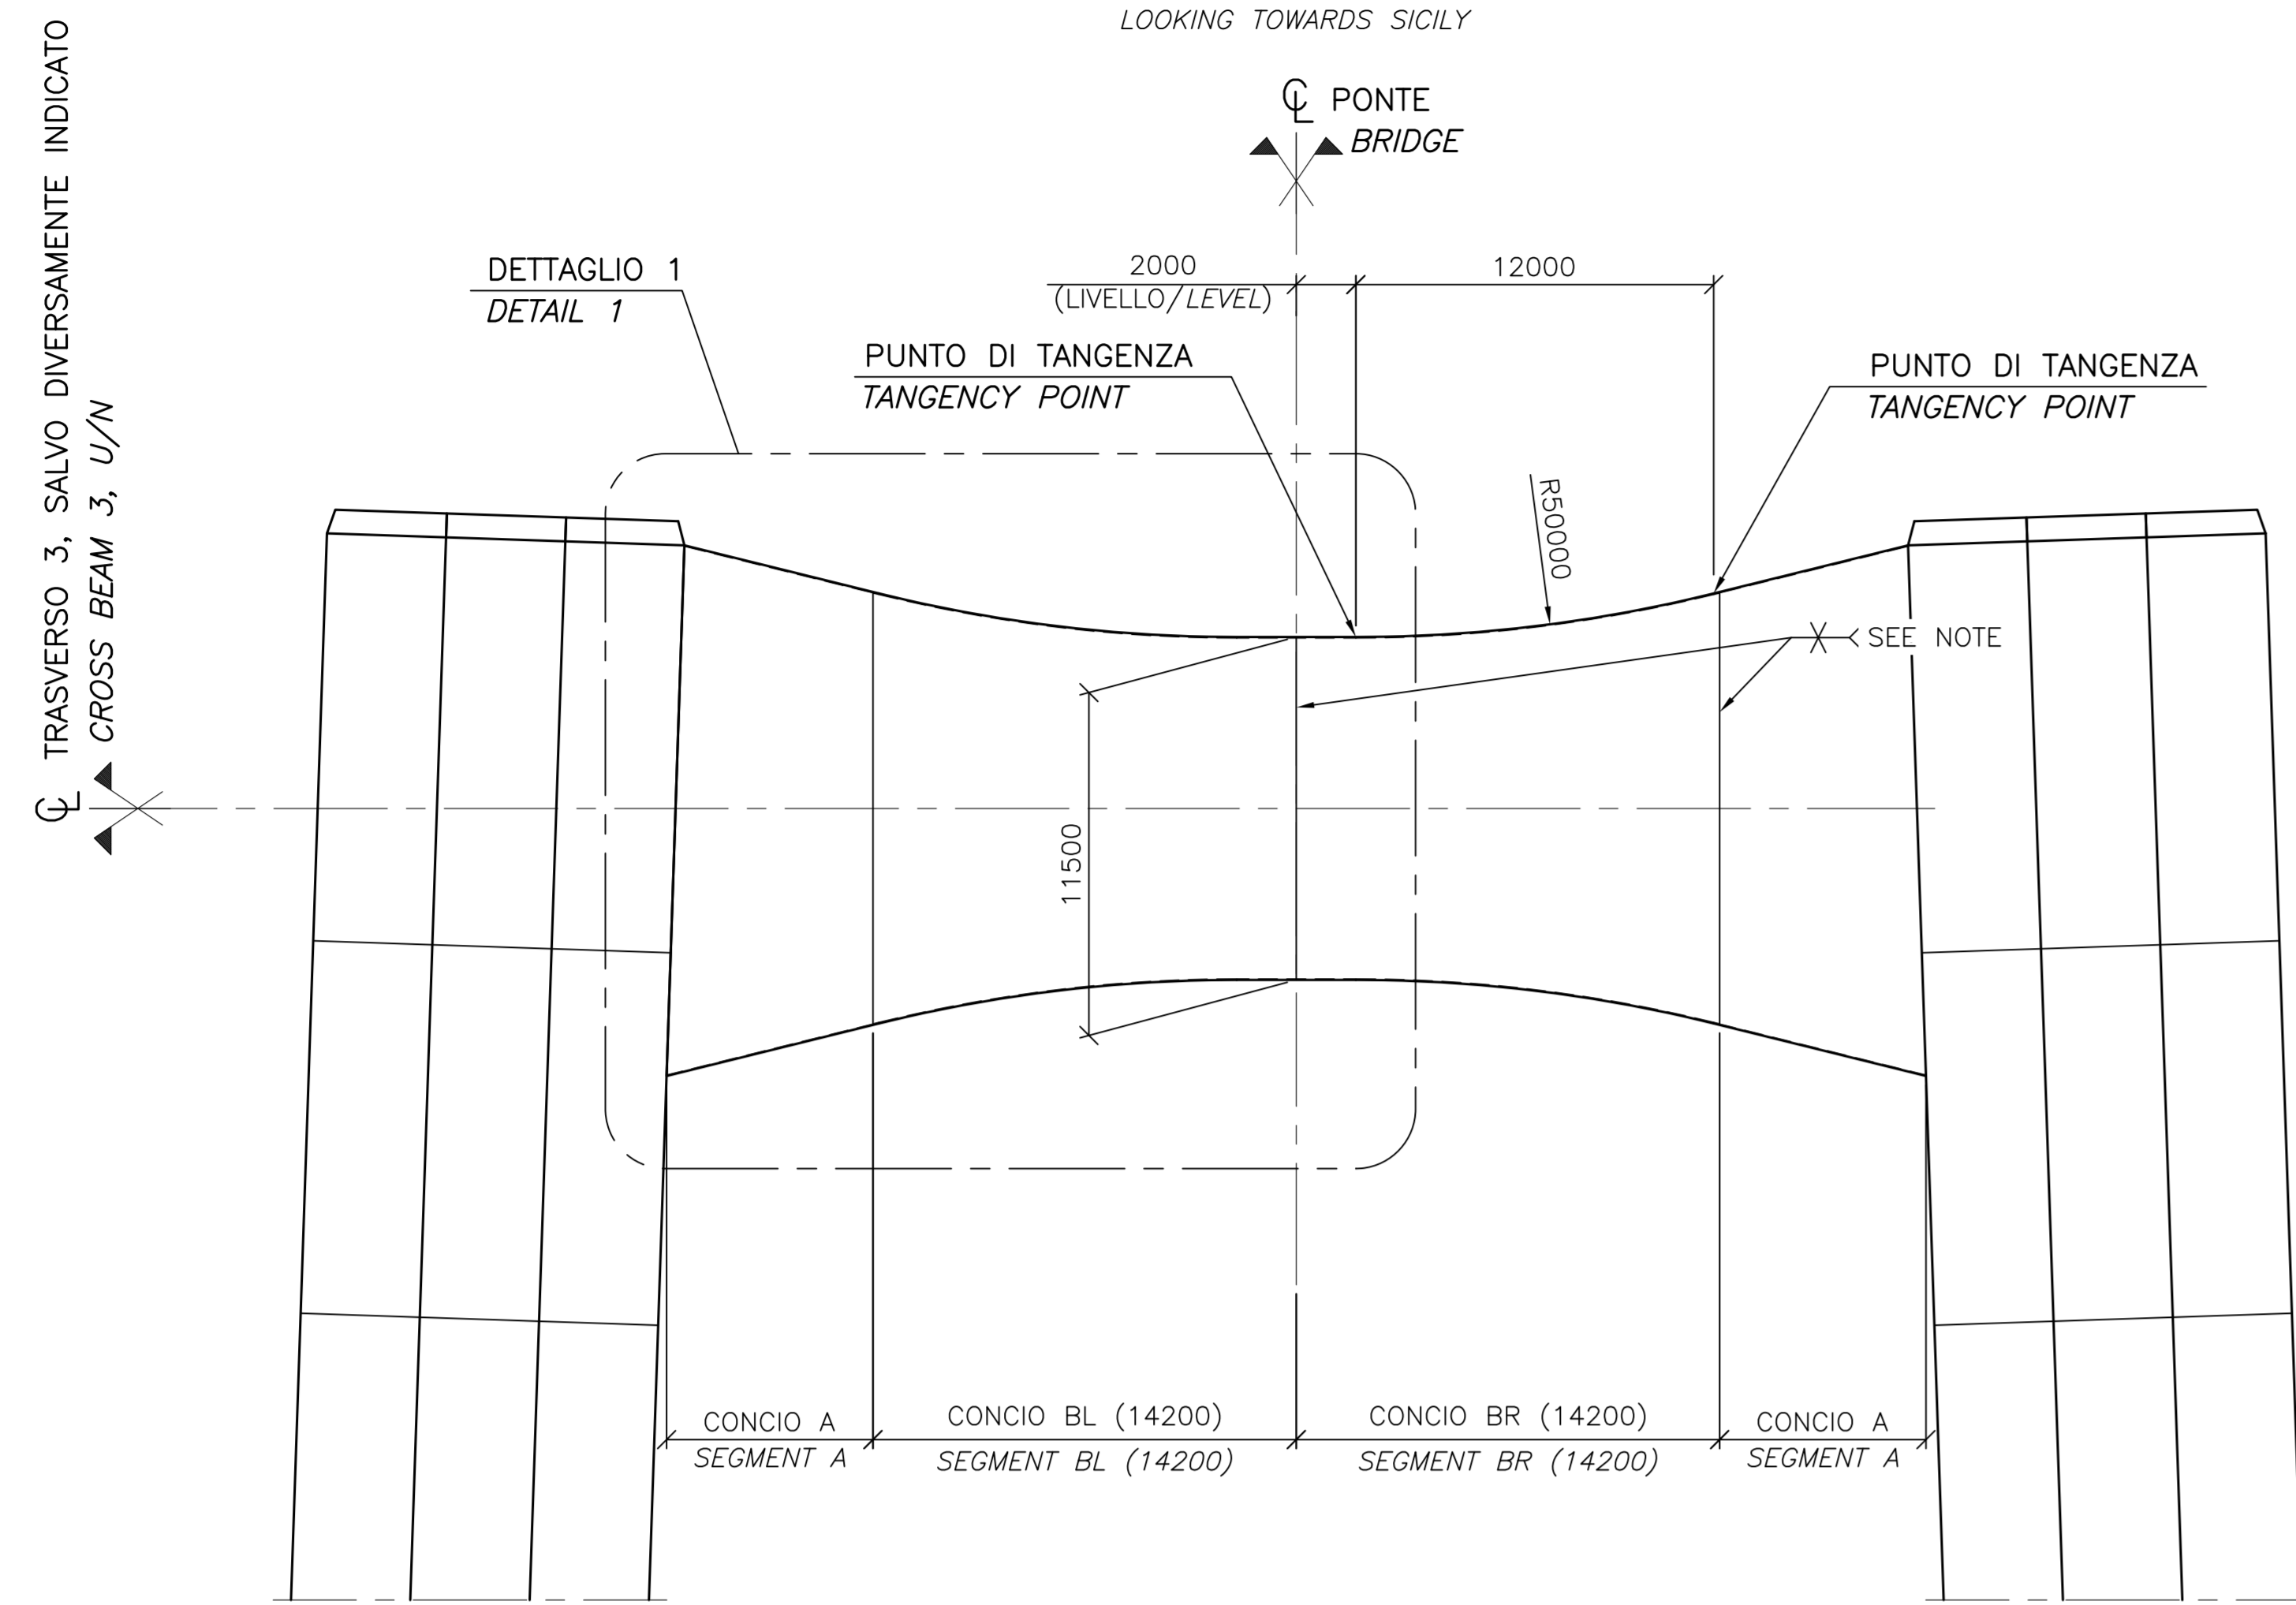 LOOKING TOWARDS SICILY
℄ PONTE
BRIDGE
℄ TRASVERSO 3, SALVO DIVERSAMENTE INDICATO
CROSS BEAM 3, U/N
DETTAGLIO 1
DETAIL 1
2000
(LIVELLO/LEVEL)
12000
PUNTO DI TANGENZA
TANGENCY POINT
PUNTO DI TANGENZA
TANGENCY POINT
R50000
SEE NOTE
11500
CONCIO A
SEGMENT A
CONCIO BL (14200)
SEGMENT BL (14200)
CONCIO BR (14200)
SEGMENT BR (14200)
CONCIO A
SEGMENT A